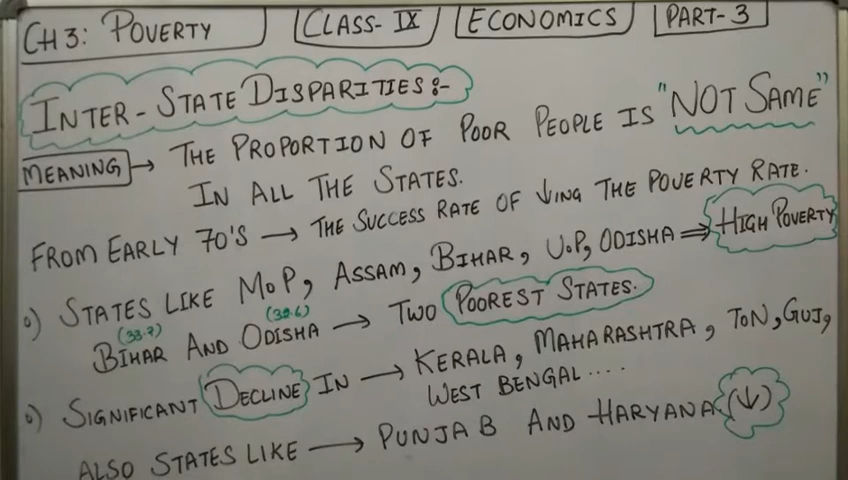 CH3: POVERTY CLASS- IX ECONOMICS PART-3
INTER-STATE DISPARITIES:-
MEANING → THE PROPORTION OF POOR PEOPLE IS "NOT SAME"
IN ALL THE STATES.
FROM EARLY 70'S → THE SUCCESS RATE OF ↓ING THE POVERTY RATE.
o) STATES LIKE M.P, ASSAM, BIHAR, U.P, ODISHA ⇒ HIGH POVERTY
(33.7) (32.6)
BIHAR AND ODISHA → TWO POOREST STATES.
o) SIGNIFICANT DECLINE IN → KERALA, MAHARASHTRA, T.N, GUJ,
WEST BENGAL ....
ALSO STATES LIKE → PUNJAB AND HARYANA (↓)